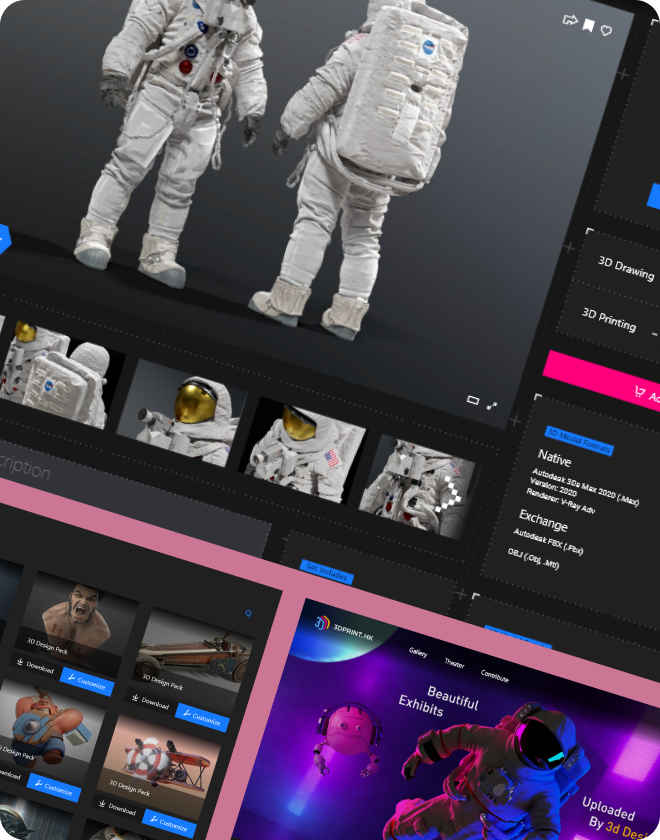 3D Drawing
3D Printing
3D Model Formats
Native
Autodesk 3Ds Max 2020 (.Max)
Version: 2020
Renderer: V-Ray Adv
Exchange
Autodesk FBX (.Fbx)
OBJ (.Obj, .Mtl)
cription
Set Includes
3D Design Pack
Download
Customize
3D Design Pack
Download
Customize
3D Design Pack
Download
Customize
3D Design Pack
Download
Customize
3DPRINT.HK
Gallery
Theater
Contribute
Beautiful
Exhibits
Uploaded
By 3d Des